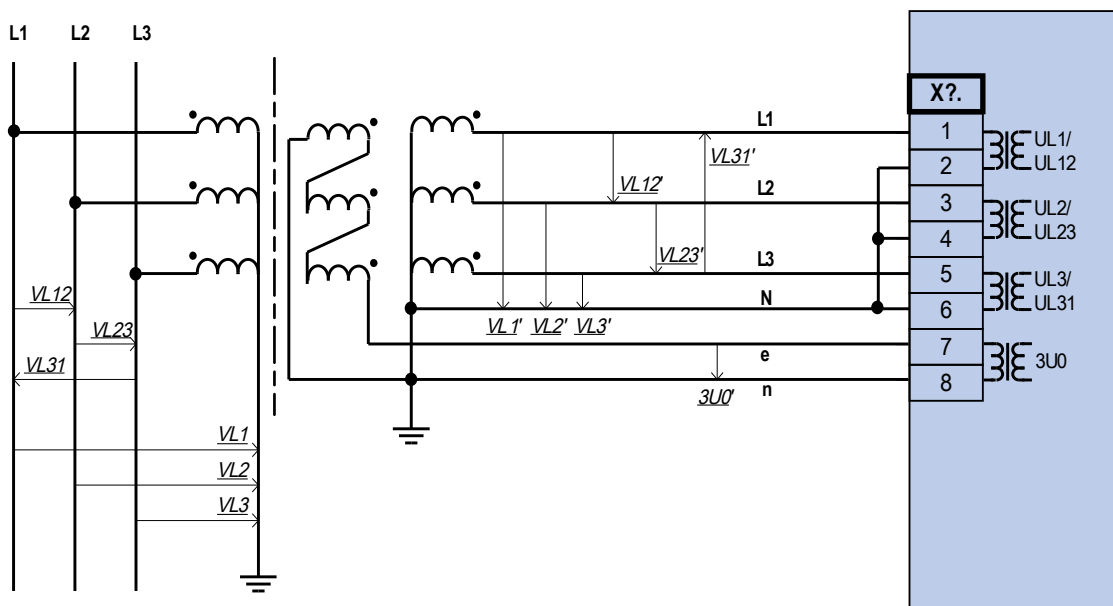 L1 L2 L3
X?.
L1
1
UL1/
UL12
2
VL31'
VL12'
L2
3
UL2/
UL23
4
VL23'
L3
5
UL3/
UL31
N
6
VL12
VL1' VL2' VL3'
VL23
7
e
3U0
VL31
8
n
3U0'
VL1
VL2
VL3